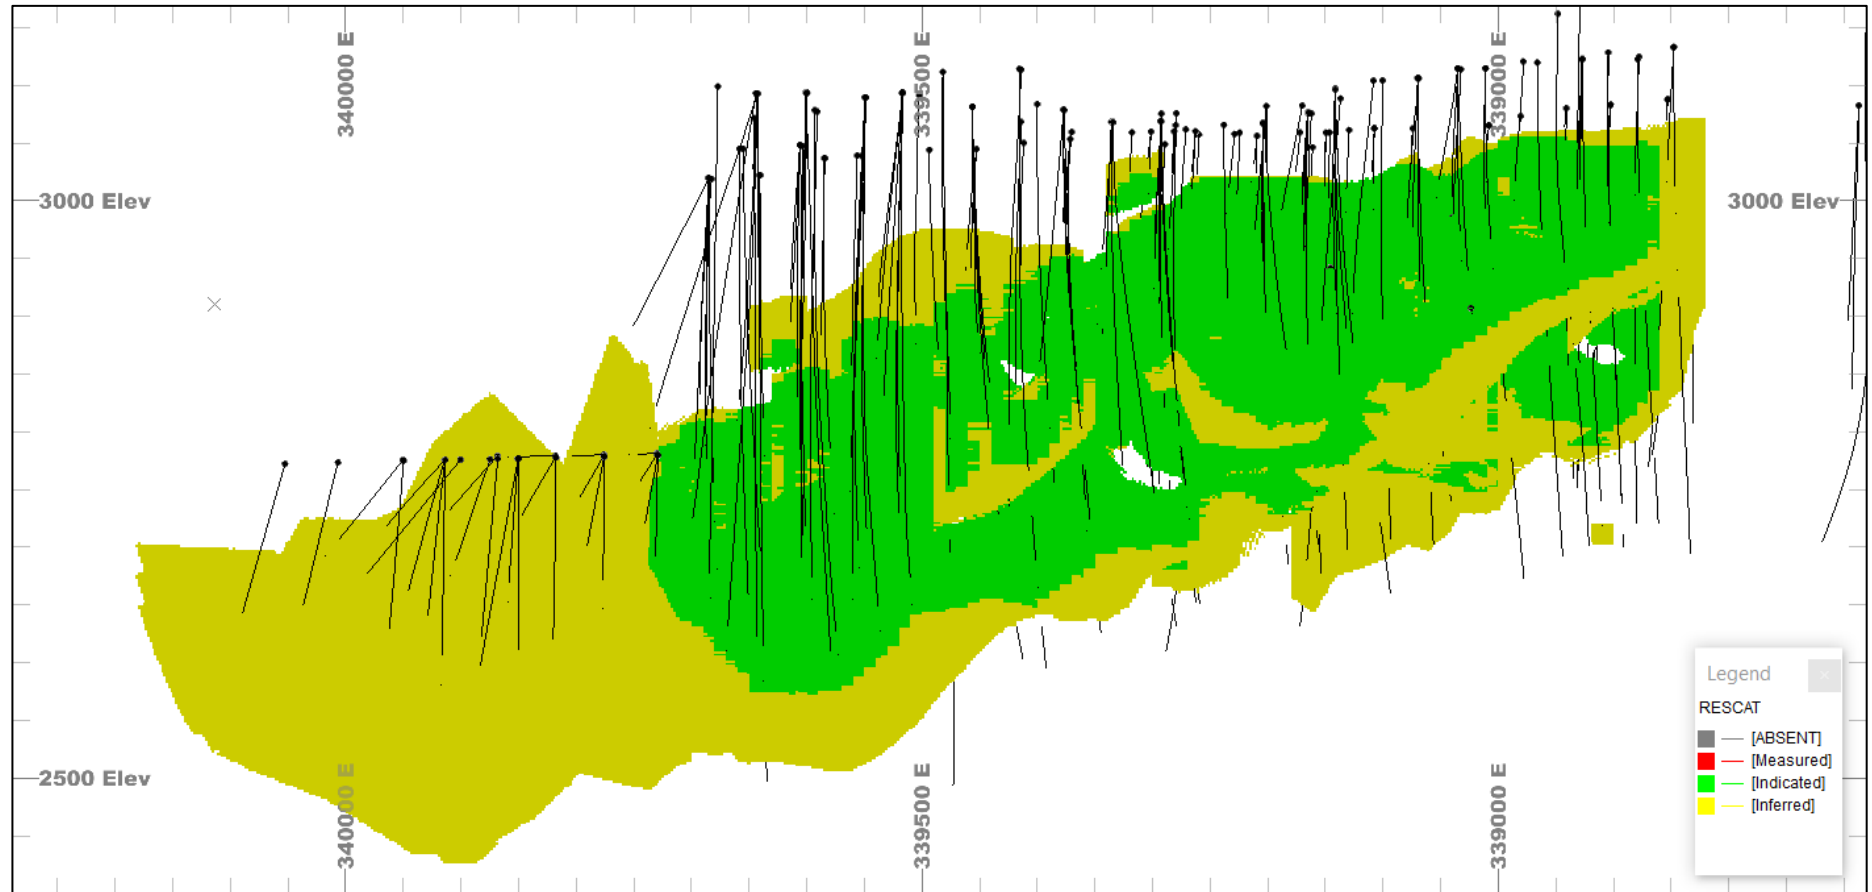 340000 E
339500 E
339000 E
3000 Elev
3000 Elev
2500 Elev
340000 E
339500 E
339000 E
Legend
RESCAT
[ABSENT]
[Measured]
[Indicated]
[Inferred]